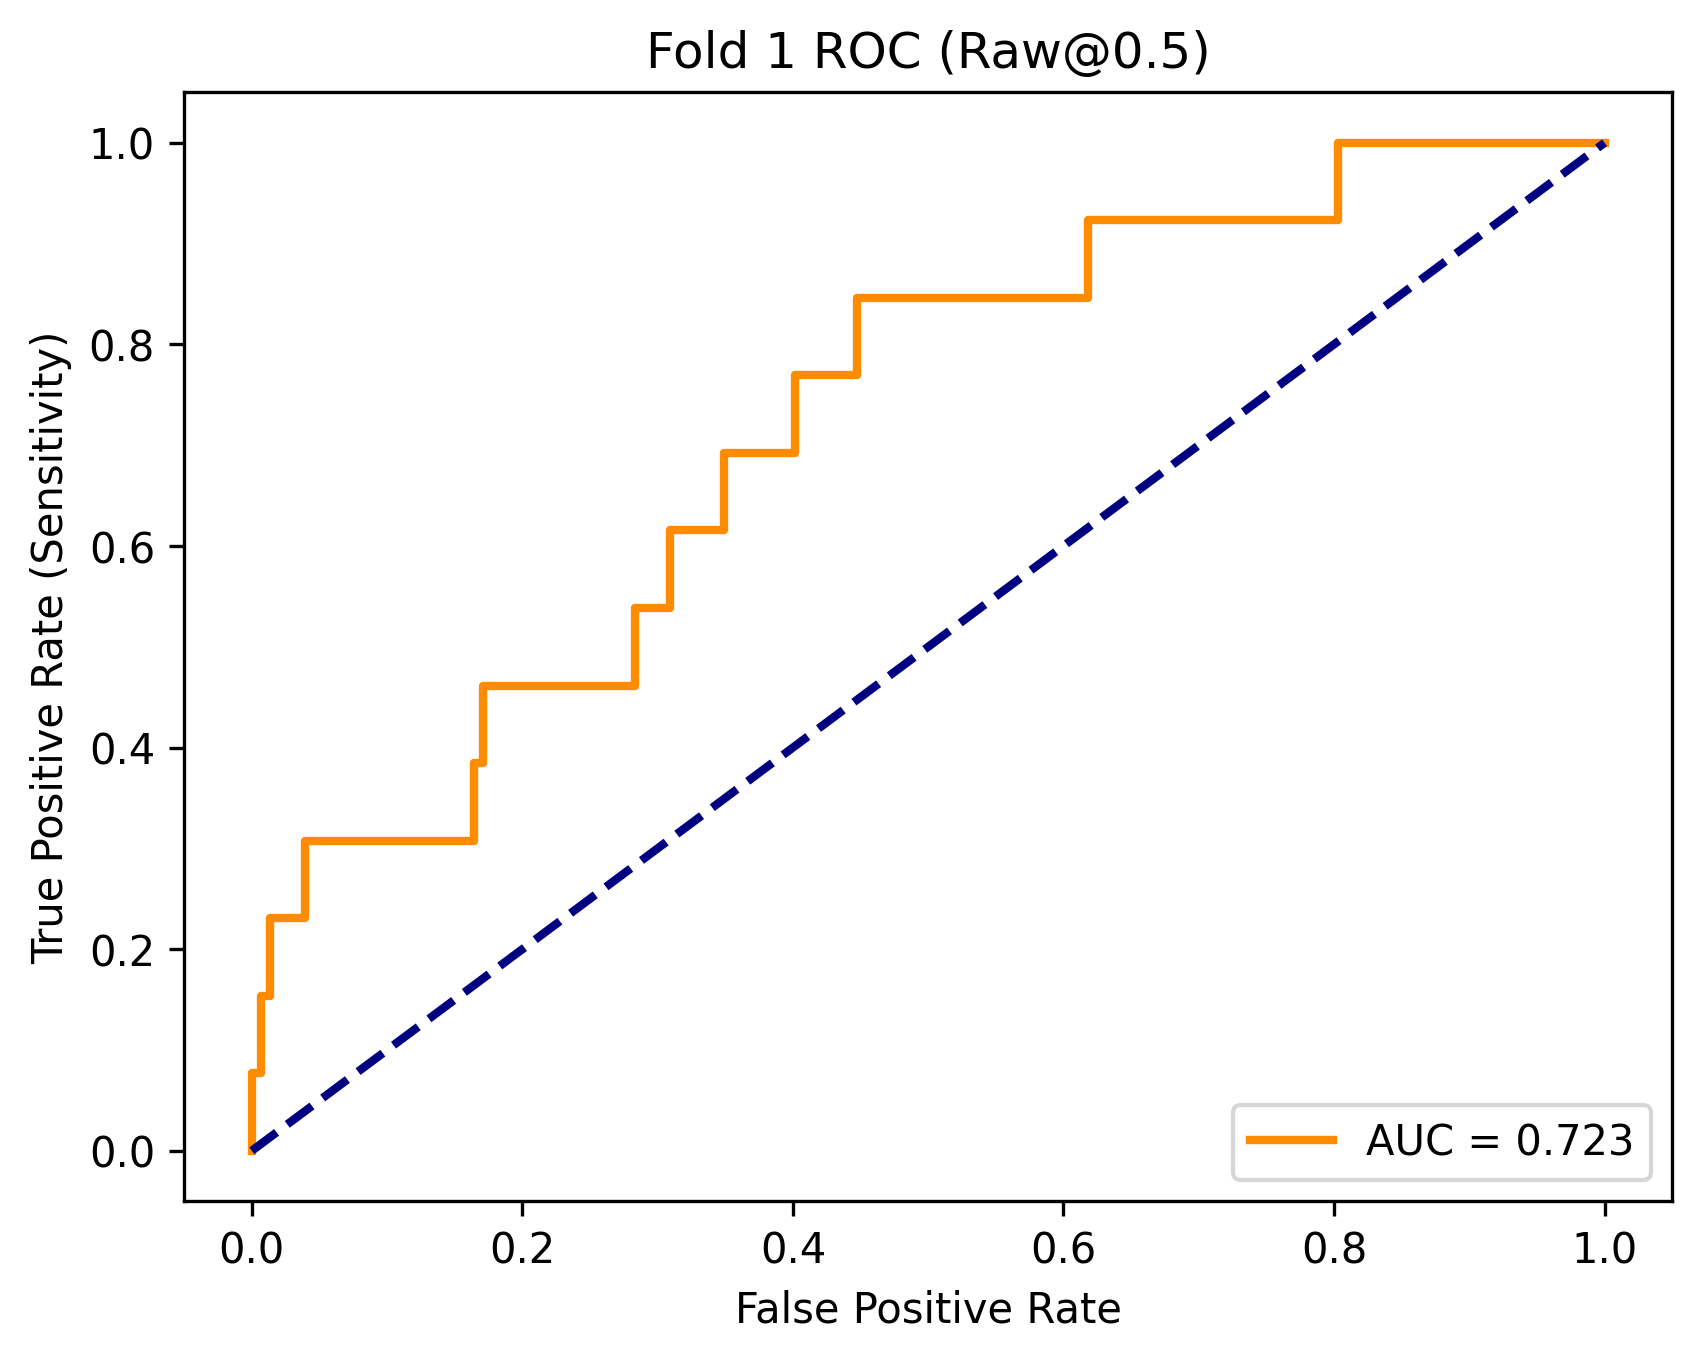 Fold 1 ROC (Raw@0.5)
True Positive Rate (Sensitivity)
1.0
0.8
0.6
0.4
0.2
0.0
AUC = 0.723
0.0 0.2 0.4 0.6 0.8 1.0
False Positive Rate